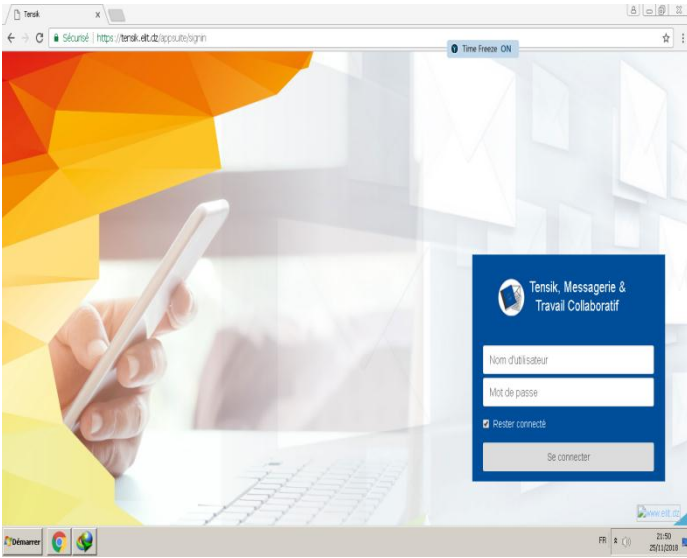 Tensik
Sécurisé | https://tensik.elit.dz/appsuite/signin
Time Freeze ON
Tensik, Messagerie &
Travail Collaboratif
Nom d'utilisateur
Mot de passe
Rester connecté
Se connecter
www.elit.dz
Démarrer
FR
21:50
25/11/2018